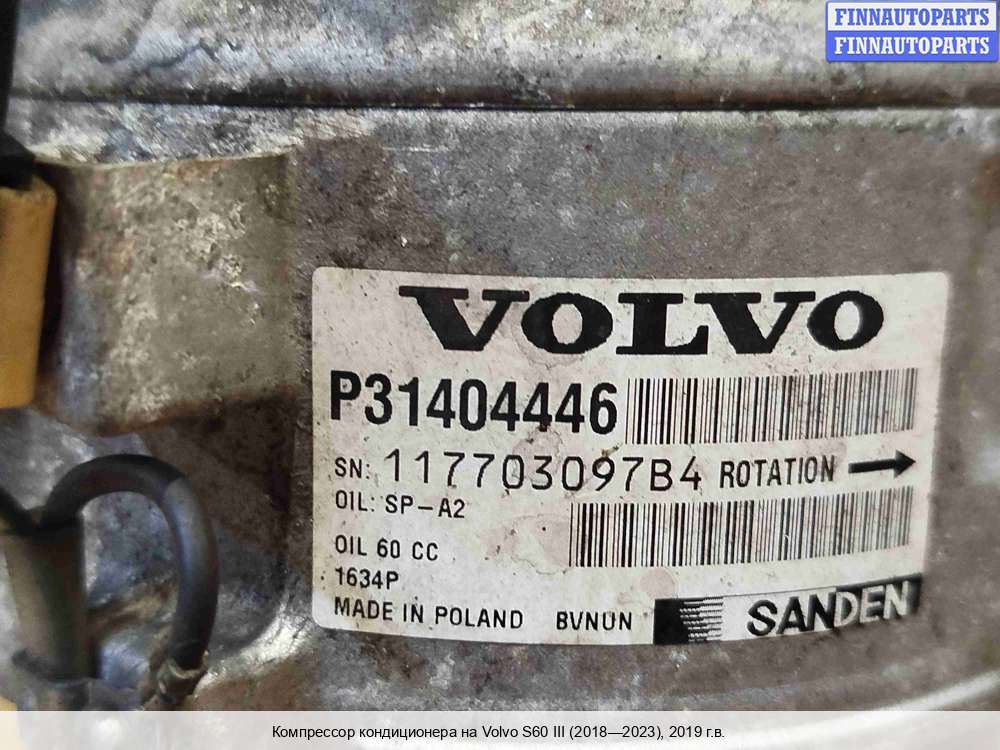 FINNAUTOPARTS
FINNAUTOPARTS
VOLVO
P31404446
SN: 117703097B4 ROTATION
OIL: SP-A2
OIL 60 CC
1634P
MADE IN POLAND BVNUN SANDEN
Компрессор кондиционера на Volvo S60 III (2018—2023), 2019 г.в.